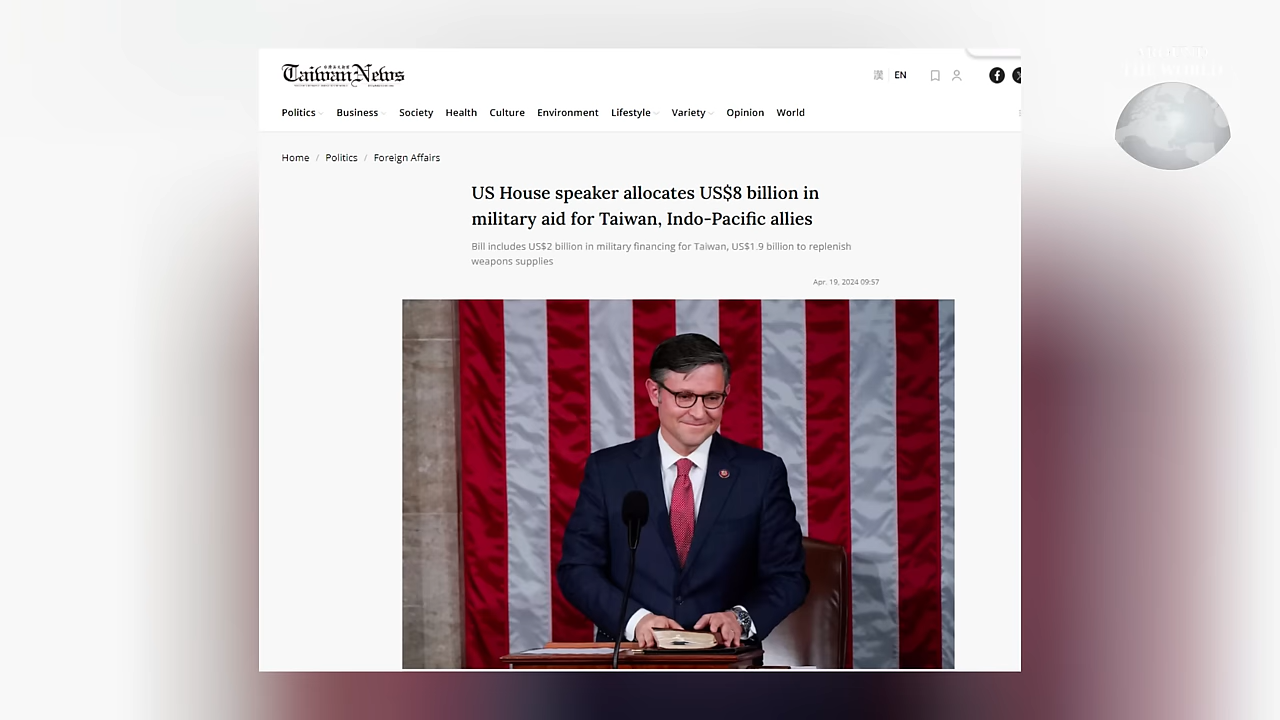 Taiwan News
漢 EN
Politics Business Society Health Culture Environment Lifestyle Variety Opinion World
Home / Politics / Foreign Affairs
US House speaker allocates US$8 billion in
military aid for Taiwan, Indo-Pacific allies
Bill includes US$2 billion in military financing for Taiwan, US$1.9 billion to replenish
weapons supplies
Apr. 19, 2024 09:57